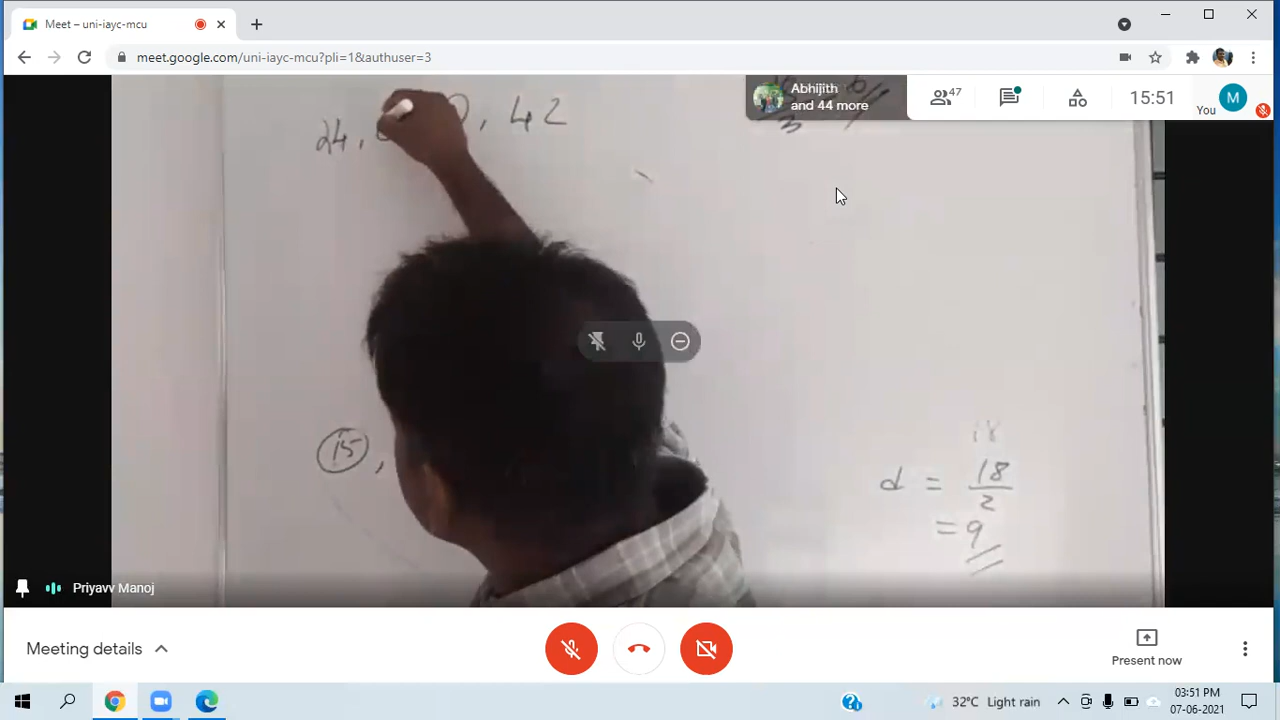 Meet – uni-iayc-mcu
meet.google.com/uni-iayc-mcu?pli=1&authuser=3
Abhijith
and 44 more
47
15:51
You
M
24, , 42
3
15 ,
18
d = 18/2
= 9
Priyavv Manoj
Meeting details
Present now
32°C Light rain
03:51 PM
07-06-2021